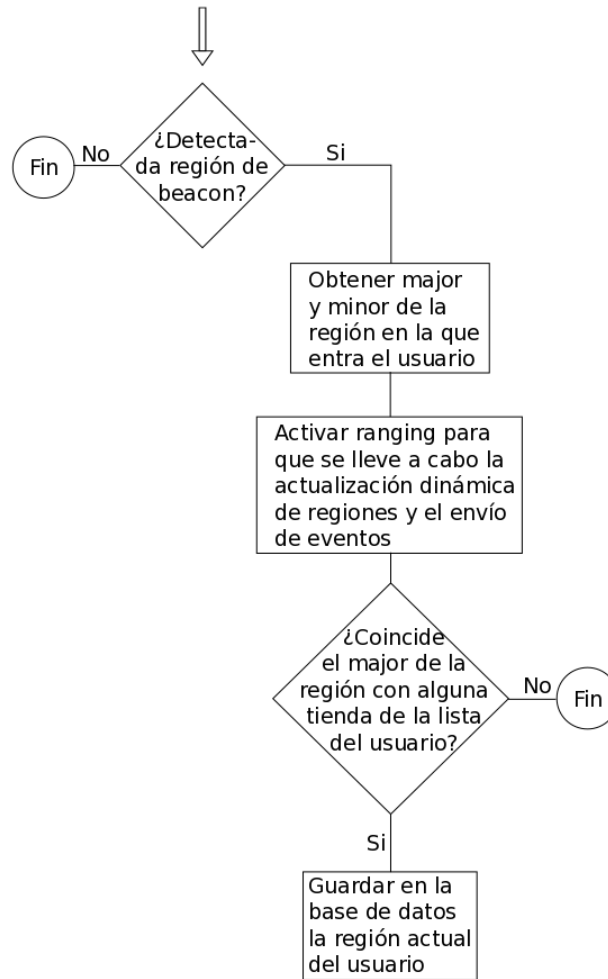 ¿Detecta-
da región de
beacon?
No
Fin
Si
Obtener major
y minor de la
región en la que
entra el usuario
Activar ranging para
que se lleve a cabo la
actualización dinámica
de regiones y el envío
de eventos
¿Coincide
el major de la
región con alguna
tienda de la lista
del usuario?
No
Fin
Si
Guardar en la
base de datos
la región actual
del usuario